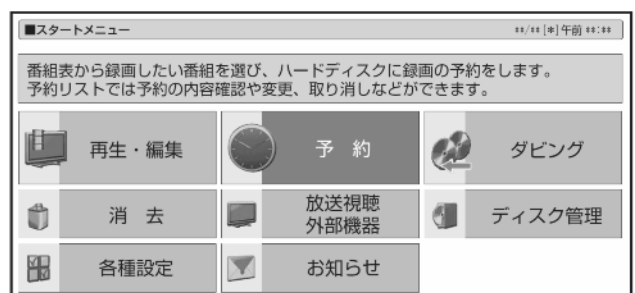 ■スタートメニュー
**/**[*]午前**:**
番組表から録画したい番組を選び、ハードディスクに録画の予約をします。
予約リストでは予約の内容確認や変更、取り消しなどができます。
再生・編集
予 約
ダビング
消 去
放送視聴
外部機器
ディスク管理
各種設定
お知らせ